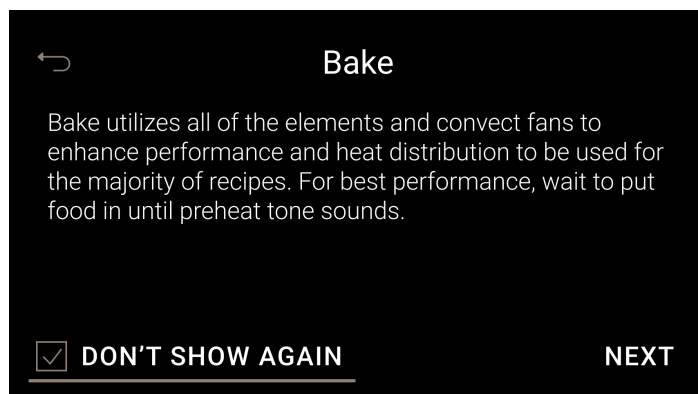 Bake
Bake utilizes all of the elements and convect fans to
enhance performance and heat distribution to be used for
the majority of recipes. For best performance, wait to put
food in until preheat tone sounds.
DON’T SHOW AGAIN
NEXT